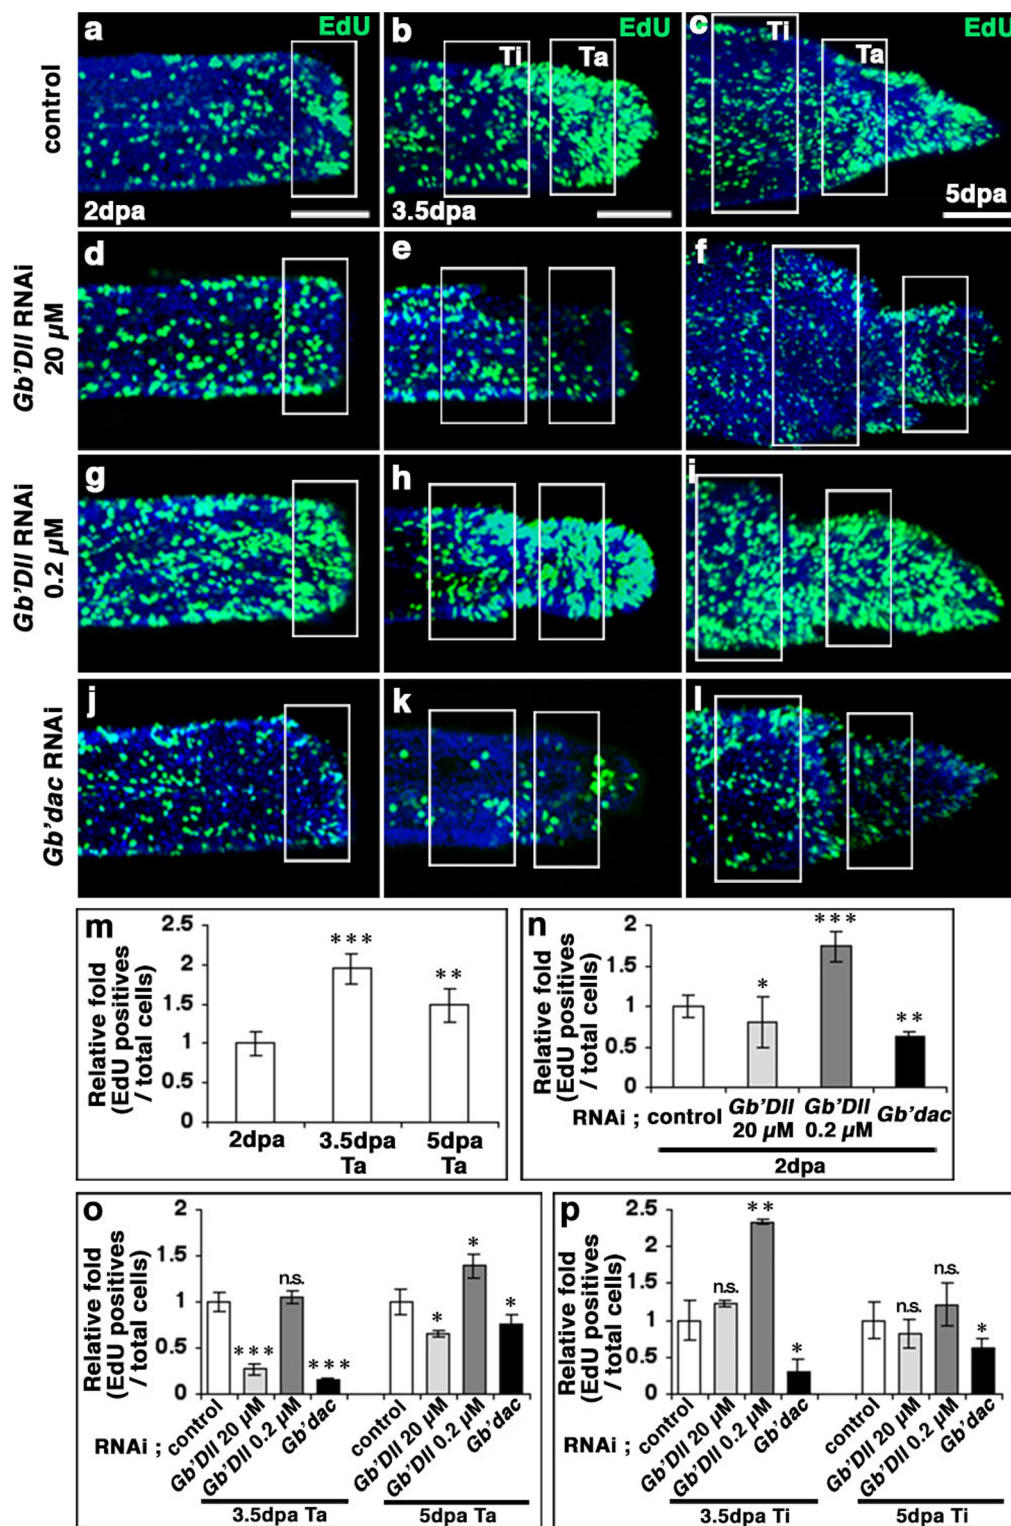 a EdU b EdU c EdU
Ti Ta Ti Ta
control
2dpa 3.5dpa 5dpa
d e f
Gb'Dll RNAi
20 µM
g h i
Gb'Dll RNAi
0.2 µM
j k l
Gb'dac RNAi
m
Relative fold
(EdU positives
/ total cells)
2.5
2
1.5
1
0.5
0
***
**
2dpa 3.5dpa 5dpa
Ta Ta
n
Relative fold
(EdU positives
/ total cells)
2
1.5
1
0.5
0
*
***
**
RNAi ; control Gb'Dll Gb'Dll Gb'dac
20 µM 0.2 µM
2dpa
o
Relative fold
(EdU positives
/ total cells)
2
1.5
1
0.5
0
***
n.s.
***
*
*
*
RNAi ; control Gb'Dll 20 µM Gb'Dll 0.2 µM Gb'dac control Gb'Dll 20 µM Gb'Dll 0.2 µM Gb'dac
3.5dpa Ta 5dpa Ta
p
Relative fold
(EdU positives
/ total cells)
2.5
2
1.5
1
0.5
0
n.s.
**
*
n.s.
n.s.
*
RNAi ; control Gb'Dll 20 µM Gb'Dll 0.2 µM Gb'dac control Gb'Dll 20 µM Gb'Dll 0.2 µM Gb'dac
3.5dpa Ti 5dpa Ti